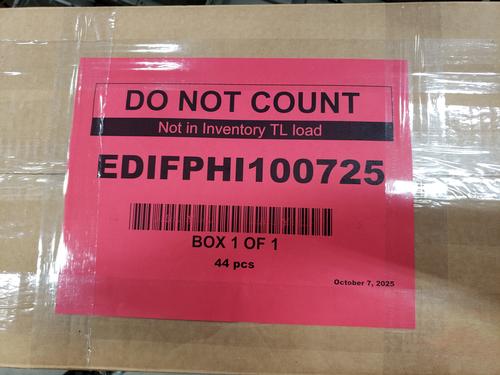 DO NOT COUNT
Not in Inventory TL load
EDIFPHI100725
BOX 1 OF 1
44 pcs
October 7, 2025